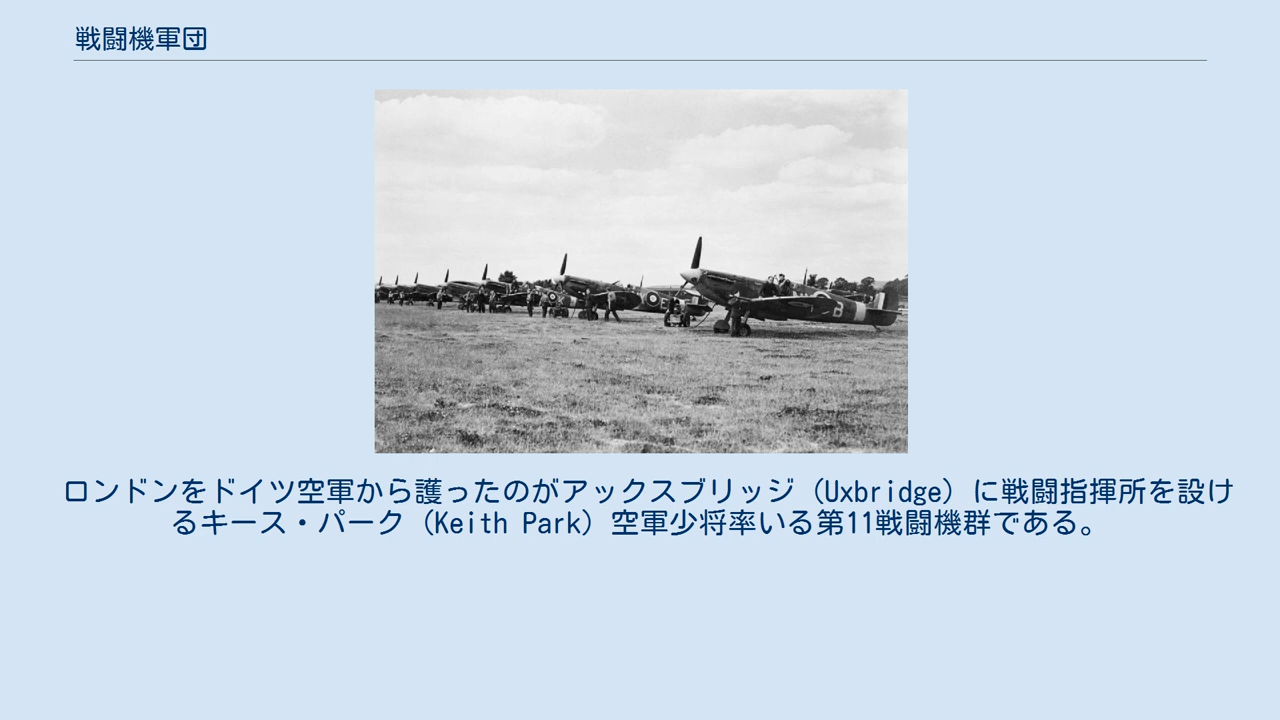 戦闘機軍団
ロンドンをドイツ空軍から護ったのがアックスブリッジ（Uxbridge）に戦闘指揮所を設け
るキース・パーク（Keith Park）空軍少将率いる第11戦闘機群である。